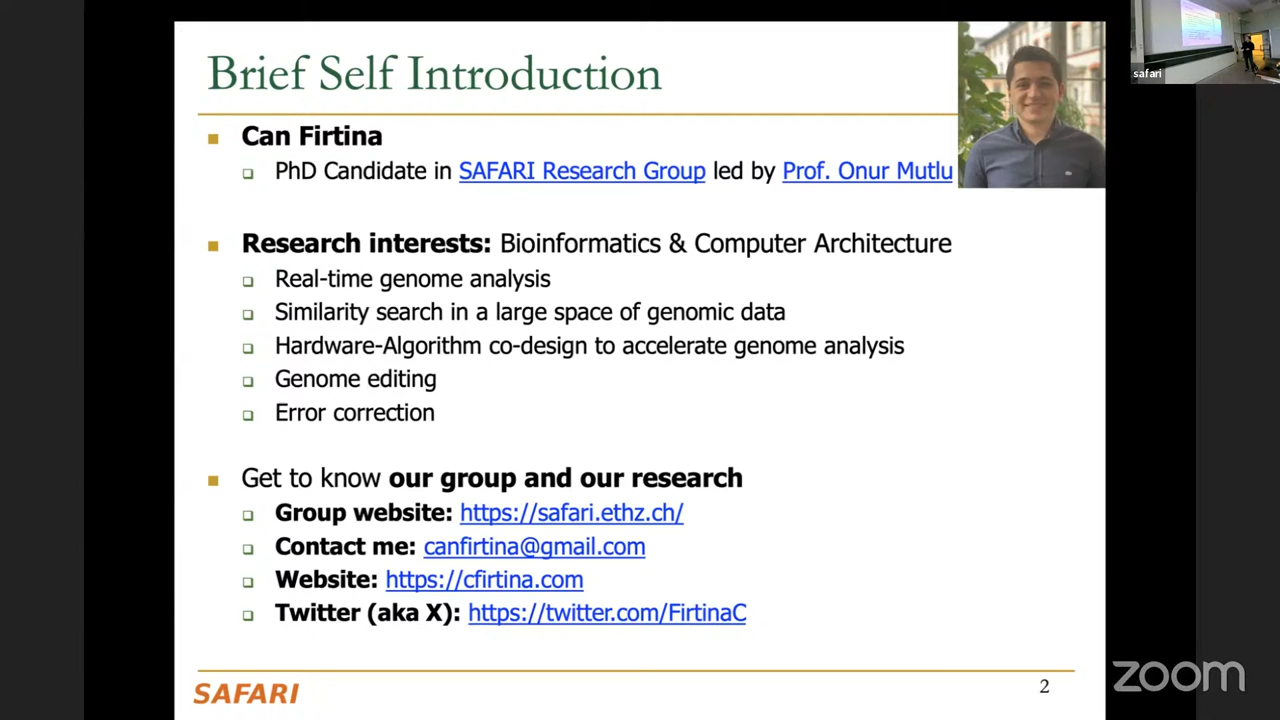 Brief Self Introduction
Can Firtina
PhD Candidate in SAFARI Research Group led by Prof. Onur Mutlu
Research interests: Bioinformatics & Computer Architecture
Real-time genome analysis
Similarity search in a large space of genomic data
Hardware-Algorithm co-design to accelerate genome analysis
Genome editing
Error correction
Get to know our group and our research
Group website: https://safari.ethz.ch/
Contact me: canfirtina@gmail.com
Website: https://cfirtina.com
Twitter (aka X): https://twitter.com/FirtinaC
SAFARI
2
safari
zoom